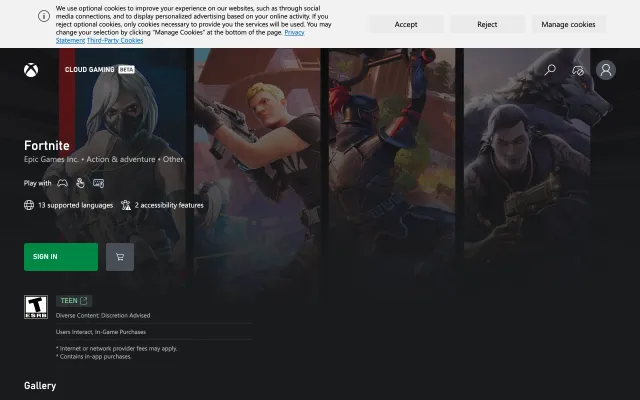 We use optional cookies to improve your experience on our websites, such as through social
media connections, and to display personalized advertising based on your online activity. If you
reject optional cookies, only cookies necessary to provide you the services will be used. You may
change your selection by clicking "Manage Cookies" at the bottom of the page. Privacy
Statement Third-Party Cookies
Accept
Reject
Manage cookies
CLOUD GAMING BETA
Fortnite
Epic Games Inc. • Action & adventure • Other
Play with
13 supported languages
2 accessibility features
SIGN IN
T
ESRB
TEEN
Diverse Content: Discretion Advised
Users Interact, In-Game Purchases
* Internet or network provider fees may apply.
* Contains in-app purchases.
Gallery